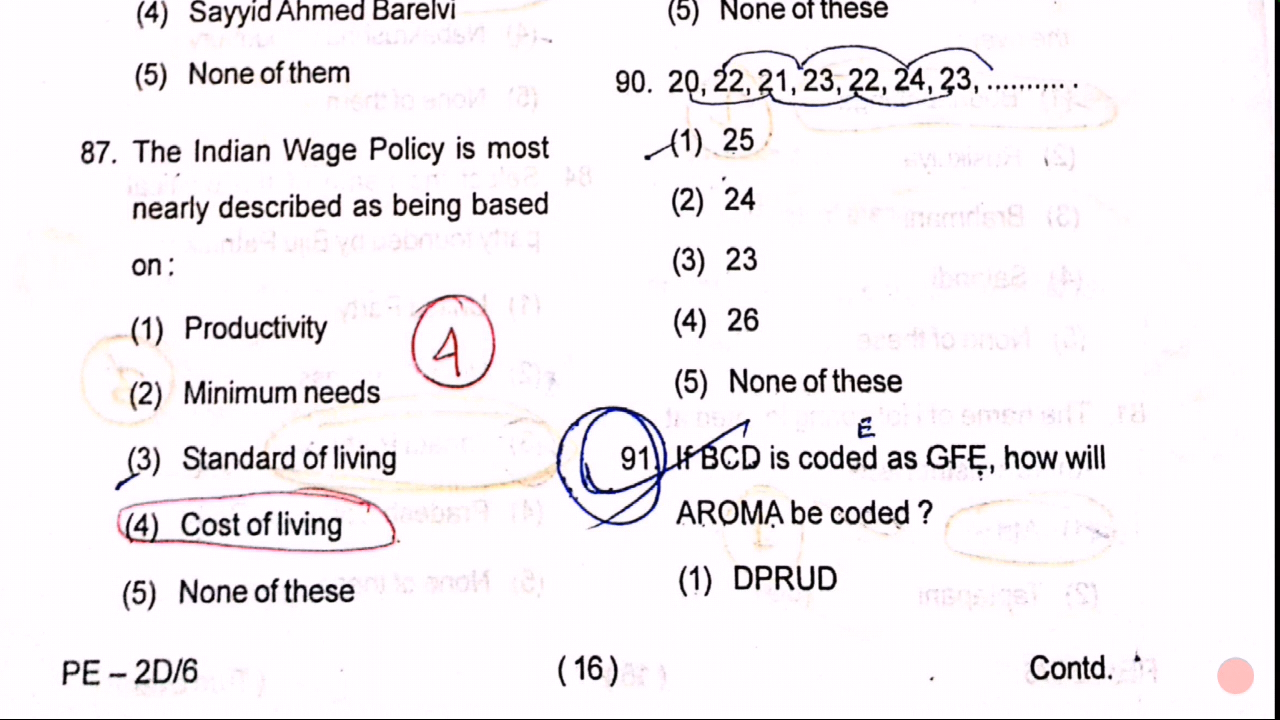 (4) Sayyid Ahmed Barelvi
(5) None of them
87. The Indian Wage Policy is most
nearly described as being based
on :
(1) Productivity
(2) Minimum needs
(3) Standard of living
(4) Cost of living
(5) None of these
4
(5) None of these
90. 20, 22, 21, 23, 22, 24, 23, ...........
(1) 25
(2) 24
(3) 23
(4) 26
(5) None of these
E
91. If BCD is coded as GFE, how will
AROMA be coded ?
(1) DPRUD
PE – 2D/6
( 16 )
Contd.